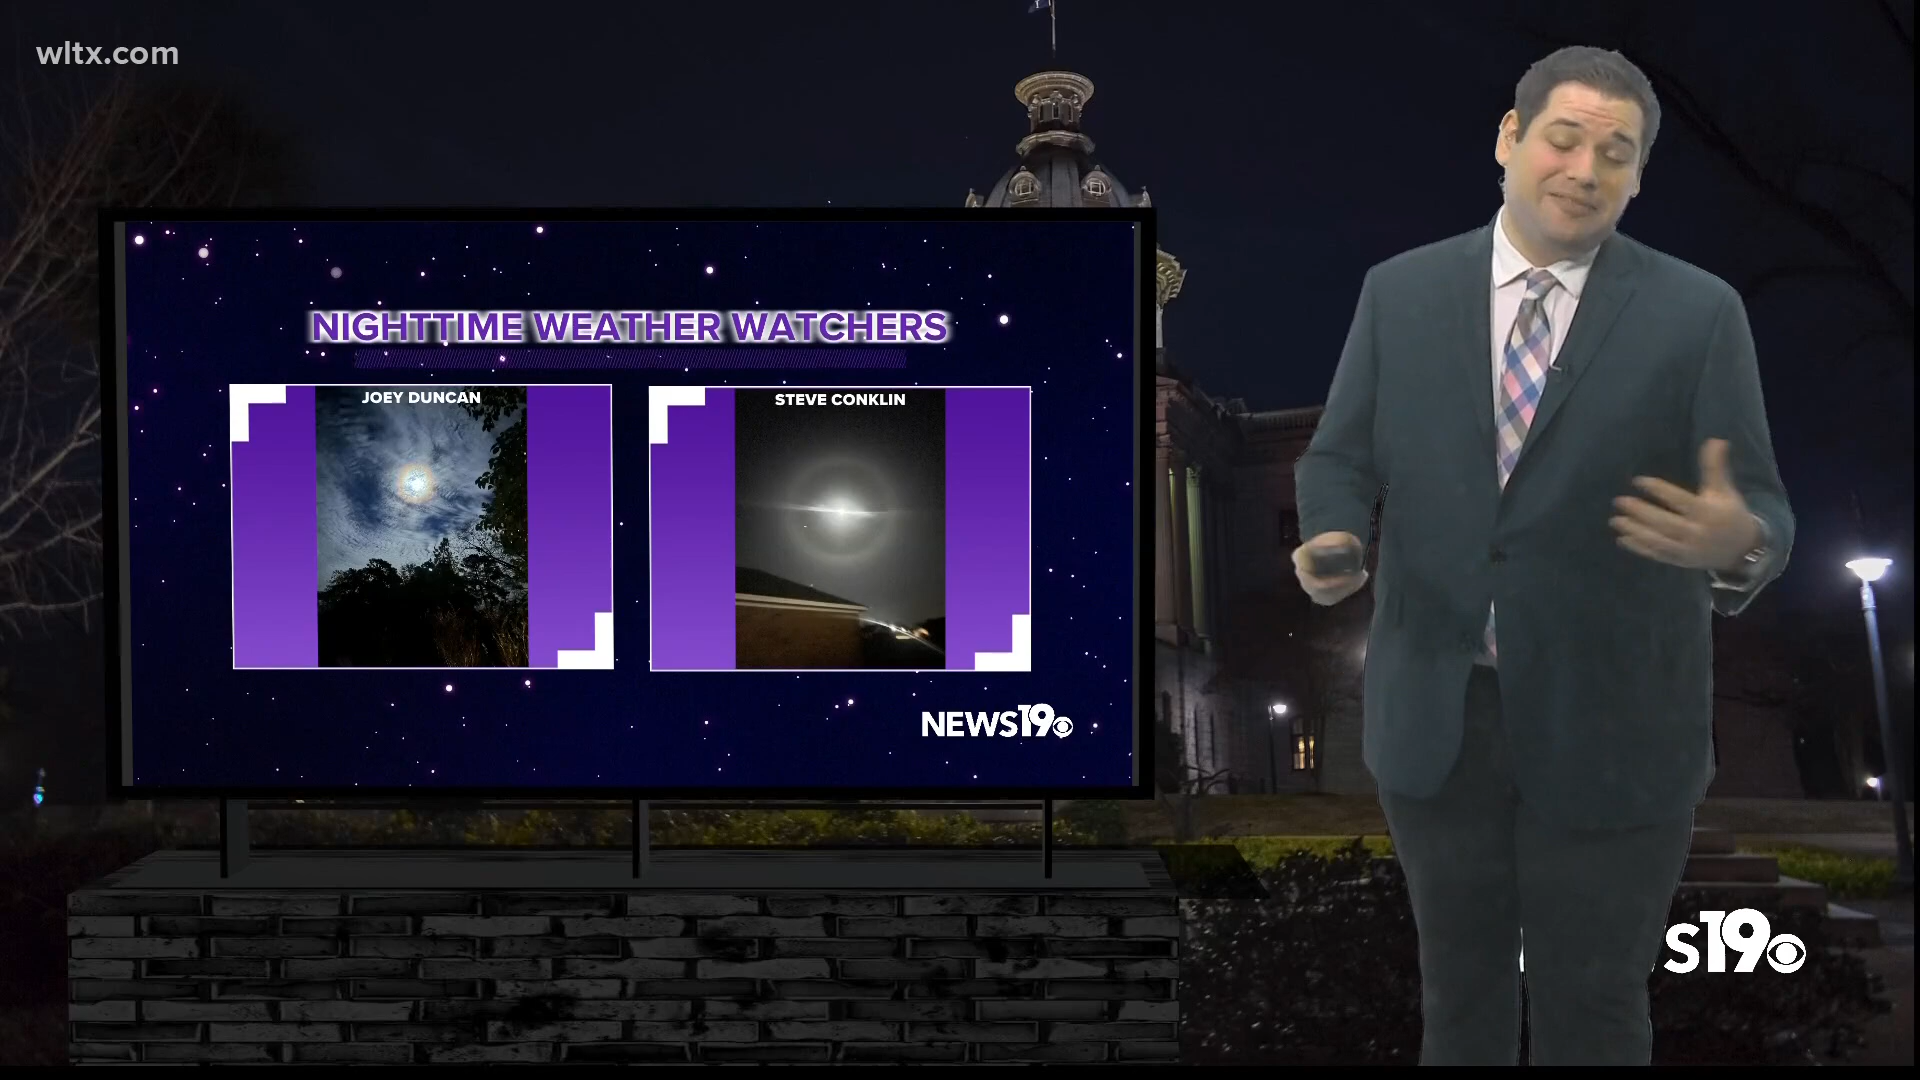 wltx.com
NIGHTTIME WEATHER WATCHERS
JOEY DUNCAN
STEVE CONKLIN
NEWS19
S19